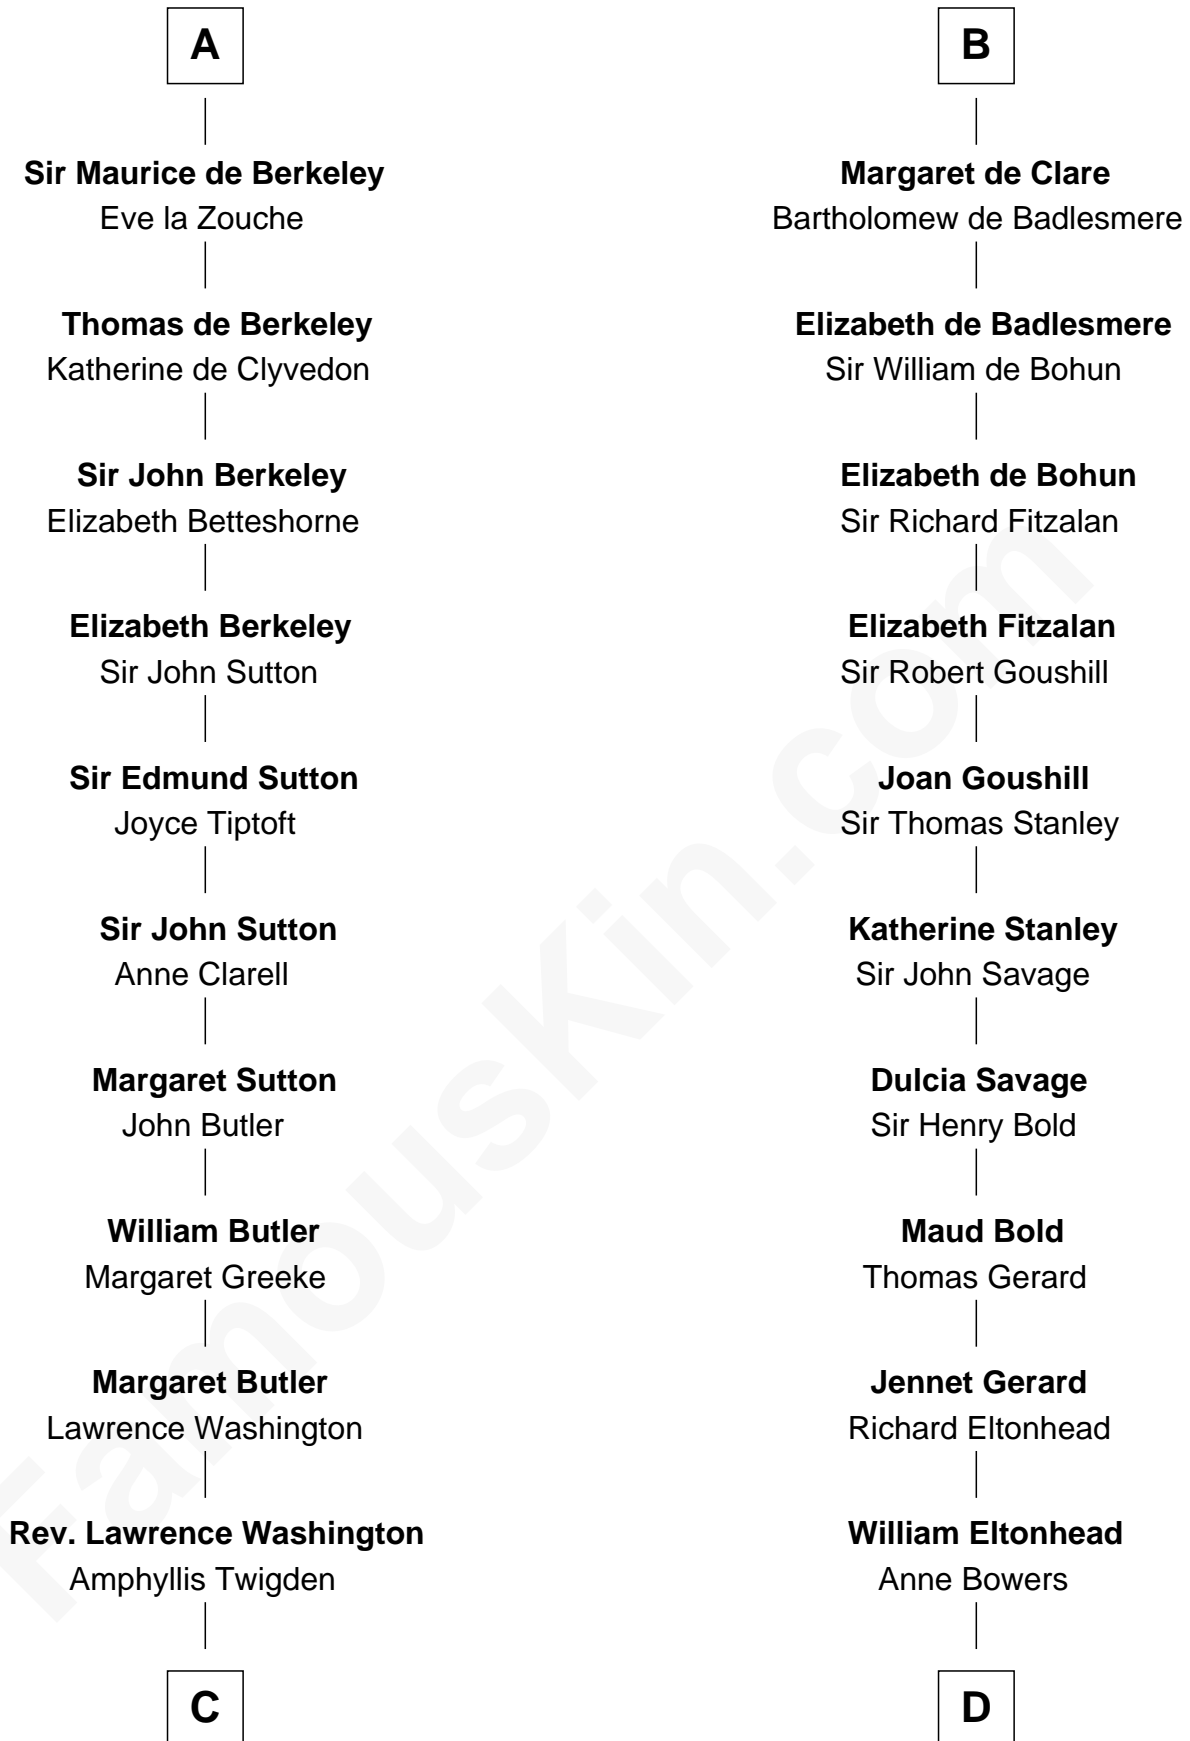 A
Sir Maurice de Berkeley
Eve la Zouche
Thomas de Berkeley
Katherine de Clyvedon
Sir John Berkeley
Elizabeth Betteshorne
Elizabeth Berkeley
Sir John Sutton
Sir Edmund Sutton
Joyce Tiptoft
Sir John Sutton
Anne Clarell
Margaret Sutton
John Butler
William Butler
Margaret Greeke
Margaret Butler
Lawrence Washington
Rev. Lawrence Washington
Amphyllis Twigden
C
B
Margaret de Clare
Bartholomew de Badlesmere
Elizabeth de Badlesmere
Sir William de Bohun
Elizabeth de Bohun
Sir Richard Fitzalan
Elizabeth Fitzalan
Sir Robert Goushill
Joan Goushill
Sir Thomas Stanley
Katherine Stanley
Sir John Savage
Dulcia Savage
Sir Henry Bold
Maud Bold
Thomas Gerard
Jennet Gerard
Richard Eltonhead
William Eltonhead
Anne Bowers
D
FamousKin.com